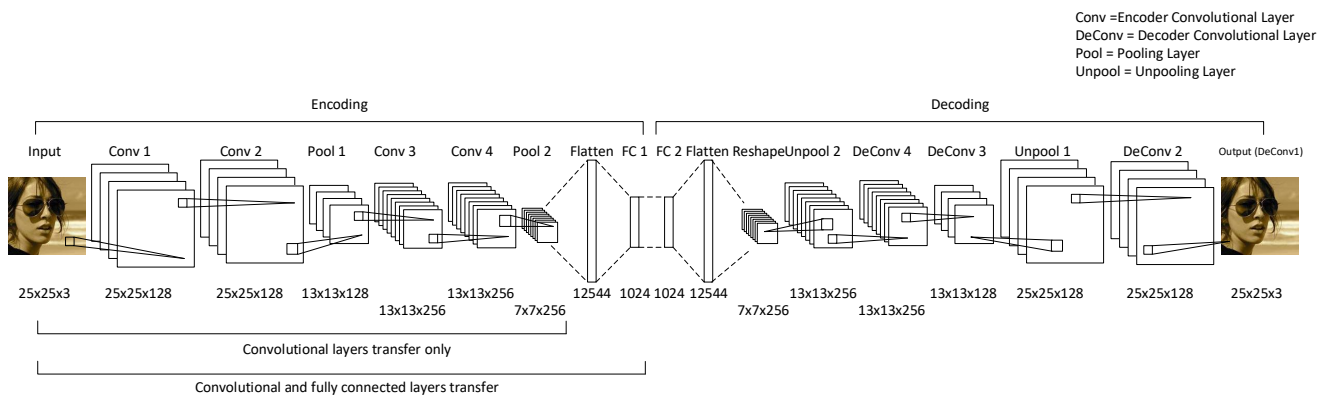 Conv =Encoder Convolutional Layer
DeConv = Decoder Convolutional Layer
Pool = Pooling Layer
Unpool = Unpooling Layer
Encoding
Decoding
Input Conv 1 Conv 2 Pool 1 Conv 3 Conv 4 Pool 2 Flatten FC 1 FC 2 Flatten Reshape Unpool 2 DeConv 4 DeConv 3 Unpool 1 DeConv 2 Output (DeConv1)
25x25x3 25x25x128 25x25x128 13x13x128 13x13x256 13x13x256 7x7x256 12544 1024 1024 12544 7x7x256 13x13x256 13x13x256 13x13x128 25x25x128 25x25x128 25x25x3
Convolutional layers transfer only
Convolutional and fully connected layers transfer